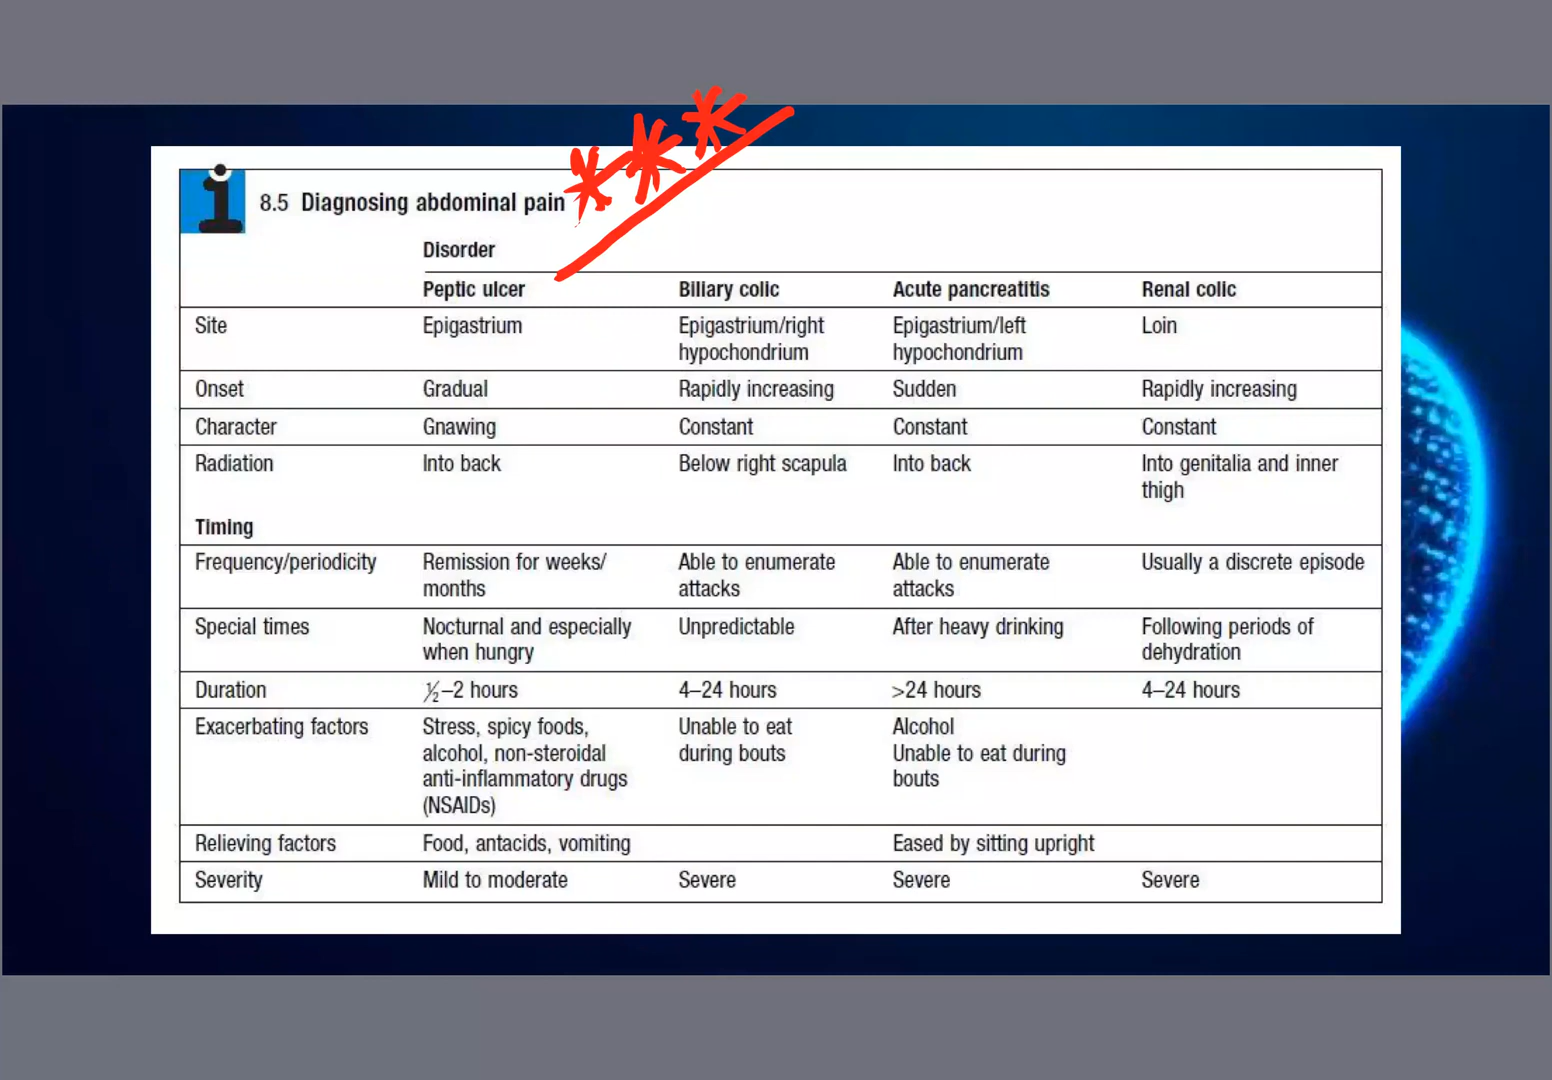 8.5 Diagnosing abdominal pain
***
Disorder
Peptic ulcer Biliary colic Acute pancreatitis Renal colic
Site Epigastrium Epigastrium/right Epigastrium/left Loin
hypochondrium hypochondrium
Onset Gradual Rapidly increasing Sudden Rapidly increasing
Character Gnawing Constant Constant Constant
Radiation Into back Below right scapula Into back Into genitalia and inner
thigh
Timing
Frequency/periodicity Remission for weeks/ Able to enumerate Able to enumerate Usually a discrete episode
months attacks attacks
Special times Nocturnal and especially Unpredictable After heavy drinking Following periods of
when hungry dehydration
Duration ½–2 hours 4–24 hours >24 hours 4–24 hours
Exacerbating factors Stress, spicy foods, Unable to eat Alcohol
alcohol, non-steroidal during bouts Unable to eat during
anti-inflammatory drugs bouts
(NSAIDs)
Relieving factors Food, antacids, vomiting Eased by sitting upright
Severity Mild to moderate Severe Severe Severe